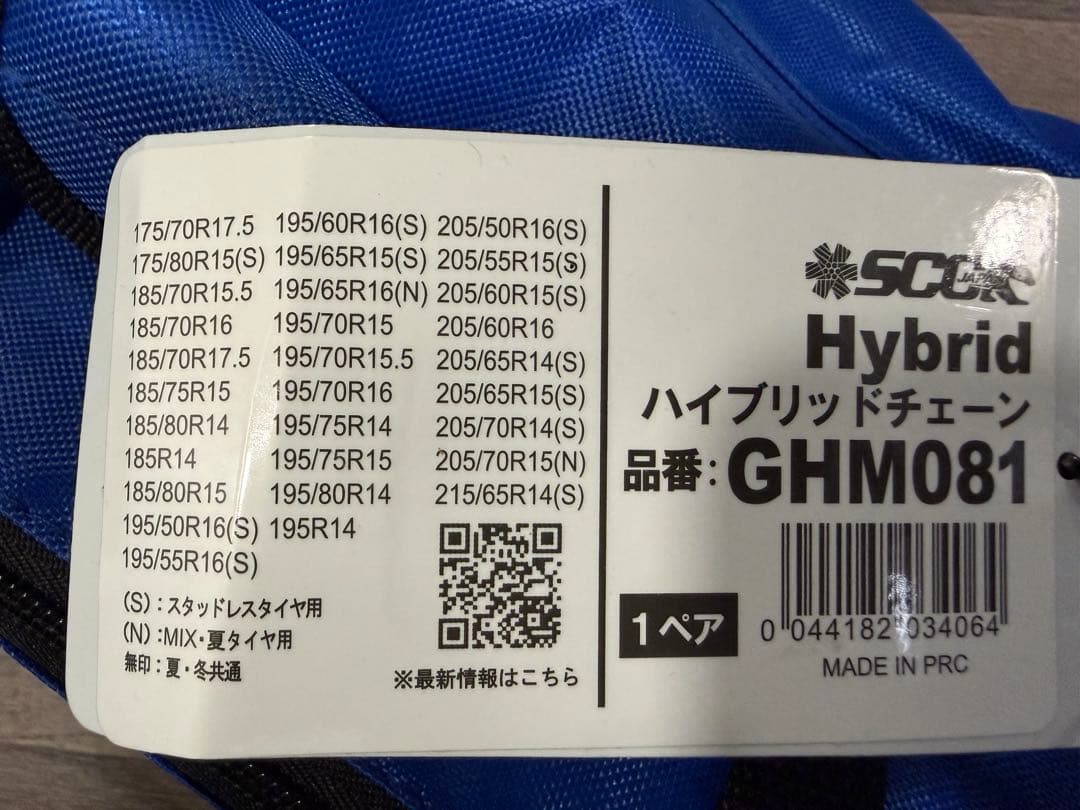 175/70R17.5
175/80R15(S)
185/70R15.5
185/70R16
185/70R17.5
185/75R15
185/80R14
185R14
185/80R15
195/50R16(S)
195/55R16(S)
195/60R16(S)
195/65R15(S)
195/65R16(N)
195/70R15
195/70R15.5
195/70R16
195/75R14
195/75R15
195/80R14
195R14
205/50R16(S)
205/55R15(S)
205/60R15(S)
205/60R16
205/65R14(S)
205/65R15(S)
205/70R14(S)
205/70R15(N)
215/65R14(S)
(S):スタッドレスタイヤ用
(N):MIX・夏タイヤ用
無印:夏・冬共通
※最新情報はこちら
SCC JAPAN
Hybrid
ハイブリッドチェーン
品番:GHM081
1ペア
0 044182 034064
MADE IN PRC